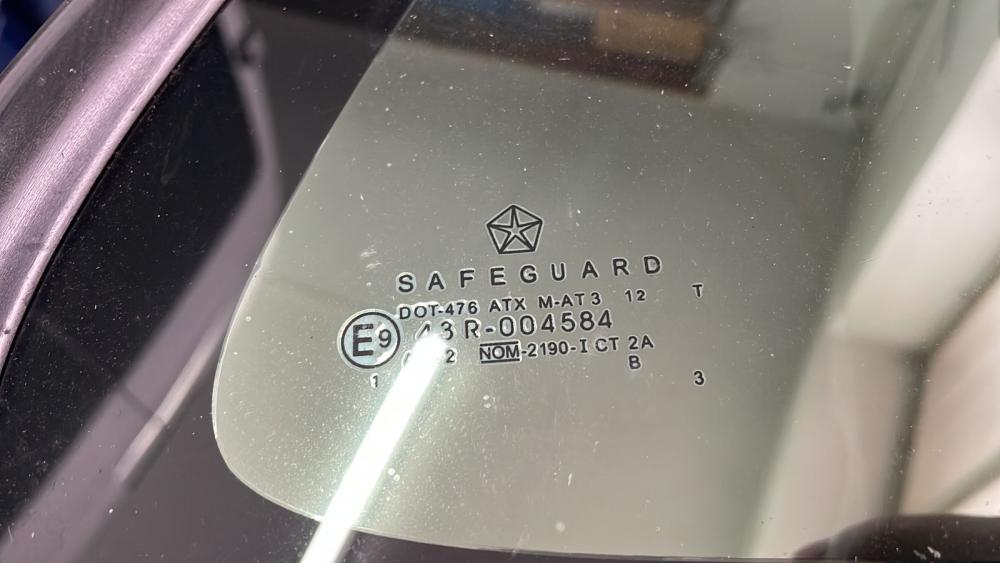 SAFEGUARD
DOT-476 ATX M-AT3 12 T
E9 43R-004584
NOM-2190-I CT 2A
1 B 3